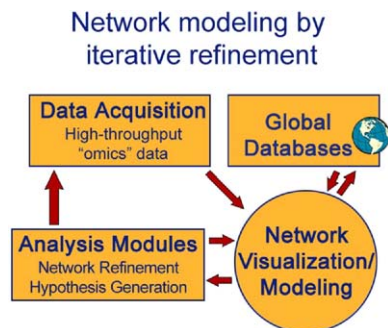 Network modeling by
iterative refinement
Data Acquisition
High-throughput
"omics" data
Global
Databases
Analysis Modules
Network Refinement
Hypothesis Generation
Network
Visualization/
Modeling